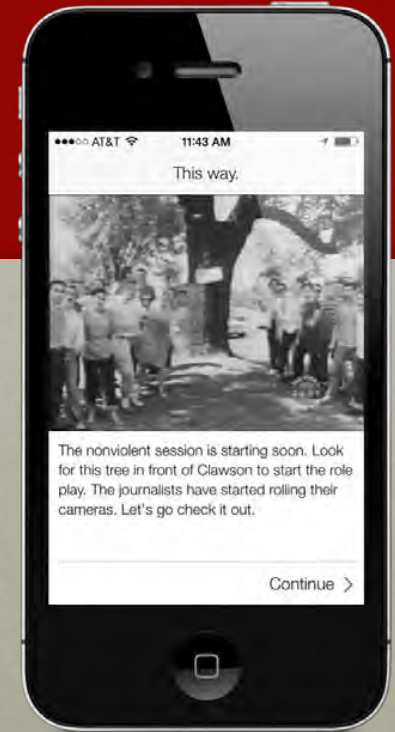 AT&T
11:43 AM
This way.
The nonviolent session is starting soon. Look
for this tree in front of Clawson to start the role
play. The journalists have started rolling their
cameras. Let's go check it out.
Continue